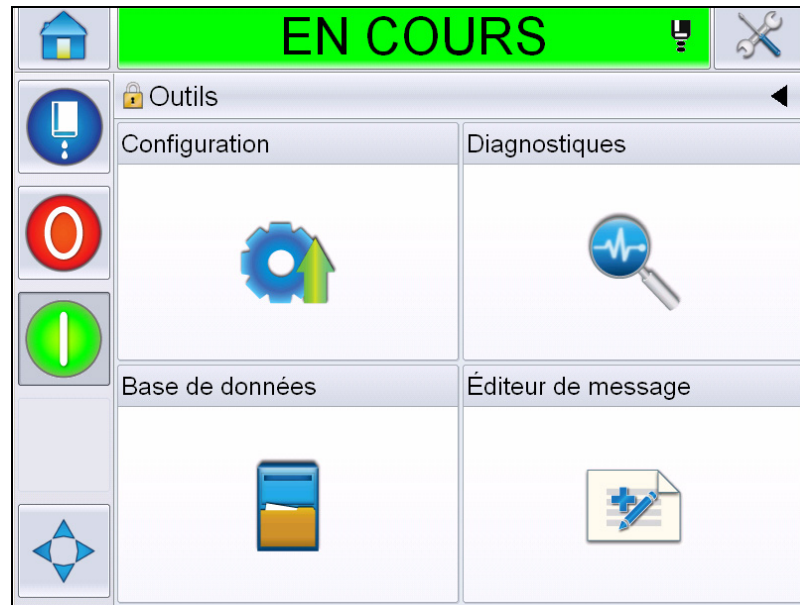 EN COURS
Outils
Configuration
Diagnostiques
Base de données
Éditeur de message